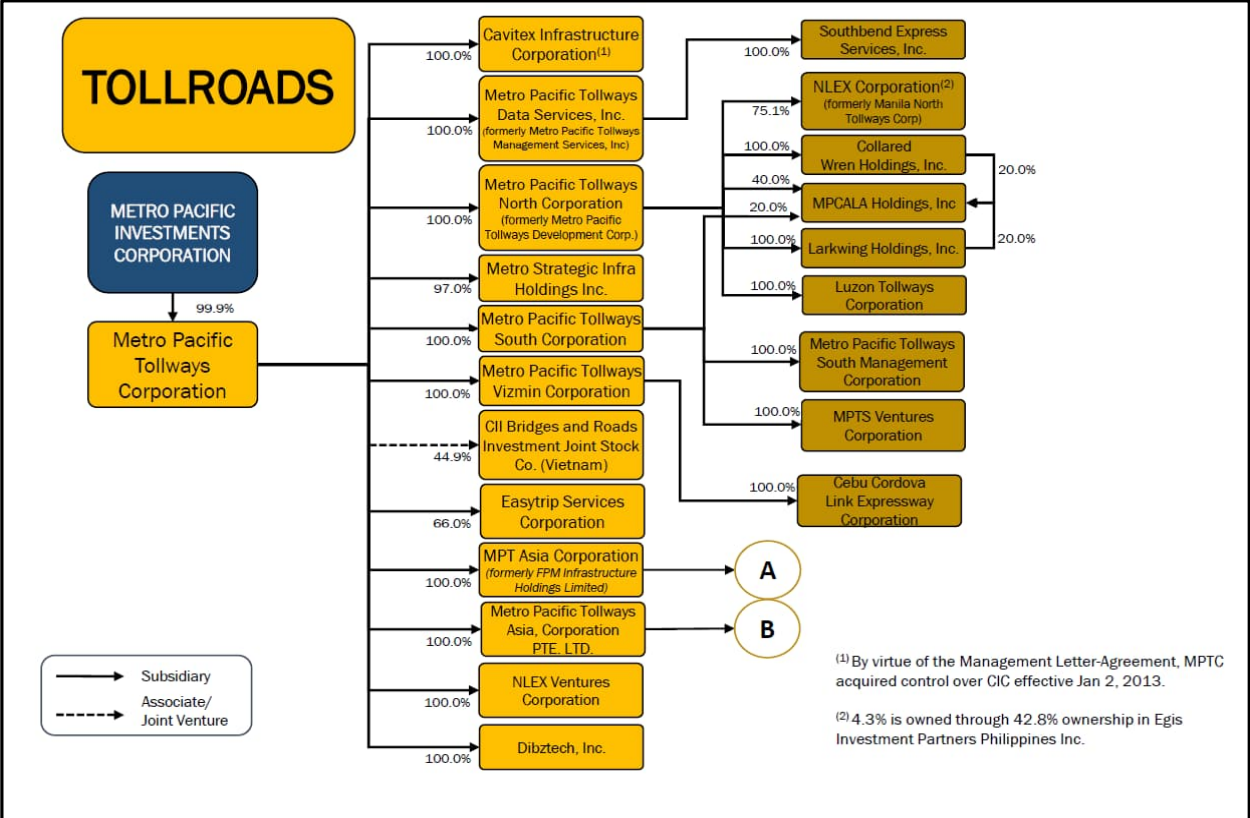 TOLLROADS
METRO PACIFIC
INVESTMENTS
CORPORATION
99.9%
Metro Pacific
Tollways
Corporation
100.0%
Cavitex Infrastructure
Corporation(1)
100.0%
Metro Pacific Tollways
Data Services, Inc.
(formerly Metro Pacific Tollways
Management Services, Inc)
100.0%
Metro Pacific Tollways
North Corporation
(formerly Metro Pacific
Tollways Development Corp.)
97.0%
Metro Strategic Infra
Holdings Inc.
100.0%
Metro Pacific Tollways
South Corporation
100.0%
Metro Pacific Tollways
Vizmin Corporation
44.9%
CII Bridges and Roads
Investment Joint Stock
Co. (Vietnam)
66.0%
Easytrip Services
Corporation
100.0%
MPT Asia Corporation
(formerly FPM Infrastructure
Holdings Limited)
100.0%
Metro Pacific Tollways
Asia, Corporation
PTE. LTD.
100.0%
NLEX Ventures
Corporation
100.0%
Dibztech, Inc.
100.0%
Southbend Express
Services, Inc.
75.1%
NLEX Corporation(2)
(formerly Manila North
Tollways Corp)
100.0%
Collared
Wren Holdings, Inc.
20.0%
40.0%
20.0%
MPCALA Holdings, Inc
100.0%
Larkwing Holdings, Inc.
20.0%
100.0%
Luzon Tollways
Corporation
100.0%
Metro Pacific Tollways
South Management
Corporation
100.0%
MPTS Ventures
Corporation
100.0%
Cebu Cordova
Link Expressway
Corporation
A
B
Subsidiary
Associate/
Joint Venture
(1) By virtue of the Management Letter-Agreement, MPTC
acquired control over CIC effective Jan 2, 2013.
(2) 4.3% is owned through 42.8% ownership in Egis
Investment Partners Philippines Inc.